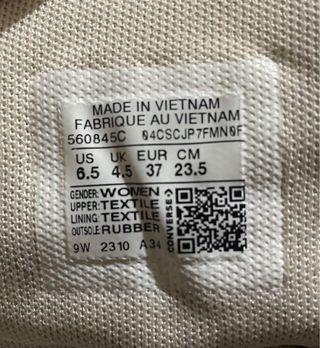 MADE IN VIETNAM
FABRIQUE AU VIETNAM
560845C 04CSCJP7FMN0F
US UK EUR CM
6.5 4.5 37 23.5
GENDER: WOMEN
UPPER: TEXTILE
LINING: TEXTILE
OUTSOLE: RUBBER
9W 2310 A34
CONVERSE